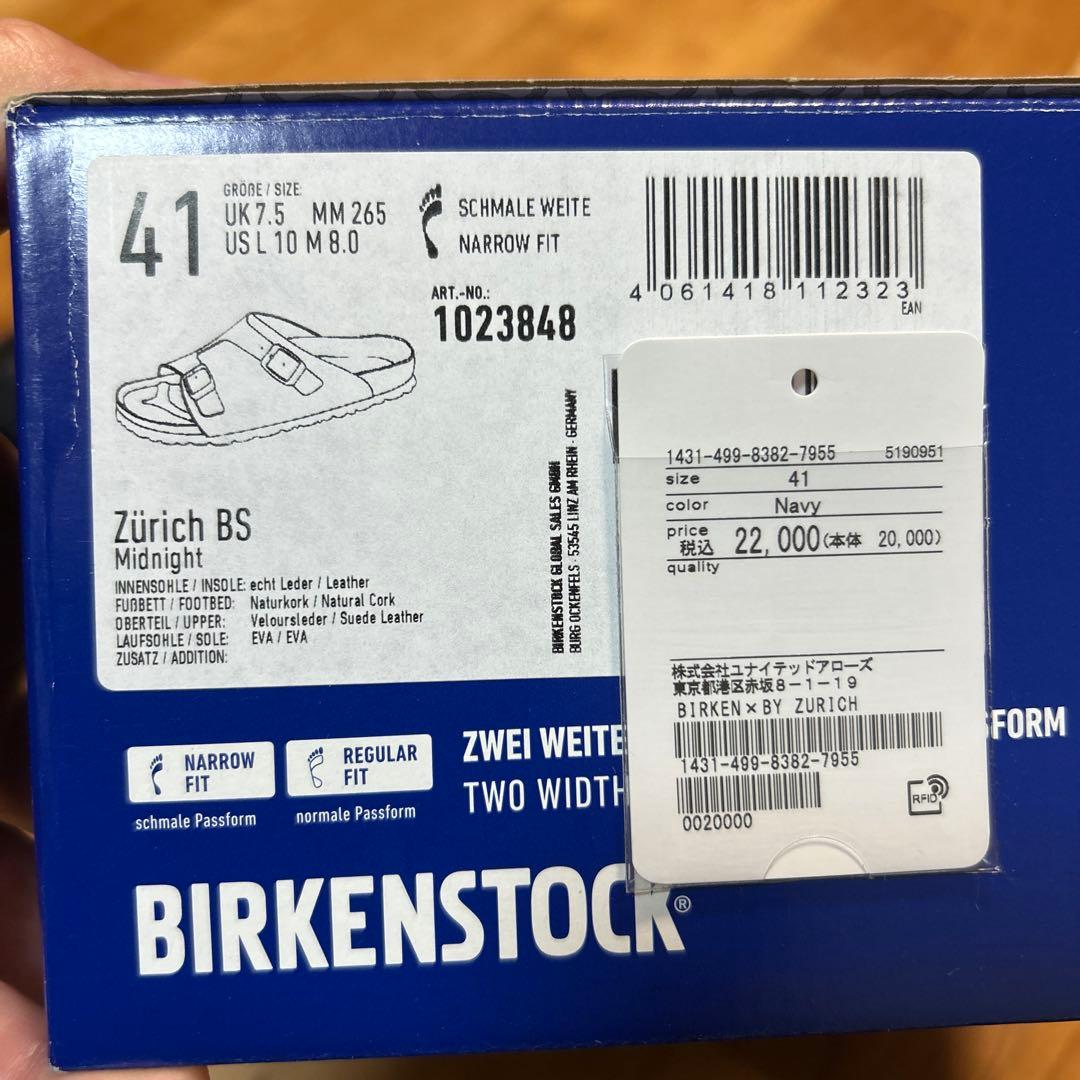 41
GRÖßE / SIZE:
UK 7.5 MM 265
US L 10 M 8.0
SCHMALE WEITE
NARROW FIT
ART.-NO.:
1023848
4 061418 112323
EAN
Zürich BS
Midnight
INNENSOHLE / INSOLE: echt Leder / Leather
FUßBETT / FOOTBED: Naturkork / Natural Cork
OBERTEIL / UPPER: Veloursleder / Suede Leather
LAUFSOHLE / SOLE: EVA / EVA
ZUSATZ / ADDITION:
BIRKENSTOCK GLOBAL SALES GMBH
BURG OCKENFELS · 53545 LINZ AM RHEIN · GERMANY
1431-499-8382-7955 5190951
size 41
color Navy
price
税込 22,000(本体 20,000)
quality
株式会社ユナイテッドアローズ
東京都港区赤坂8-1-19
BIRKEN×BY ZURICH
1431-499-8382-7955
0020000
RFID
NARROW
FIT
schmale Passform
REGULAR
FIT
normale Passform
ZWEI WEITE
SFORM
TWO WIDTH
BIRKENSTOCK®